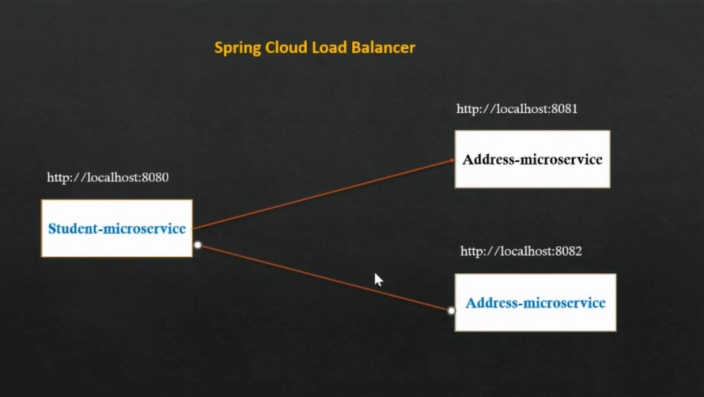 Spring Cloud Load Balancer
http://localhost:8081
Address-microservice
http://localhost:8080
Student-microservice
http://localhost:8082
Address-microservice